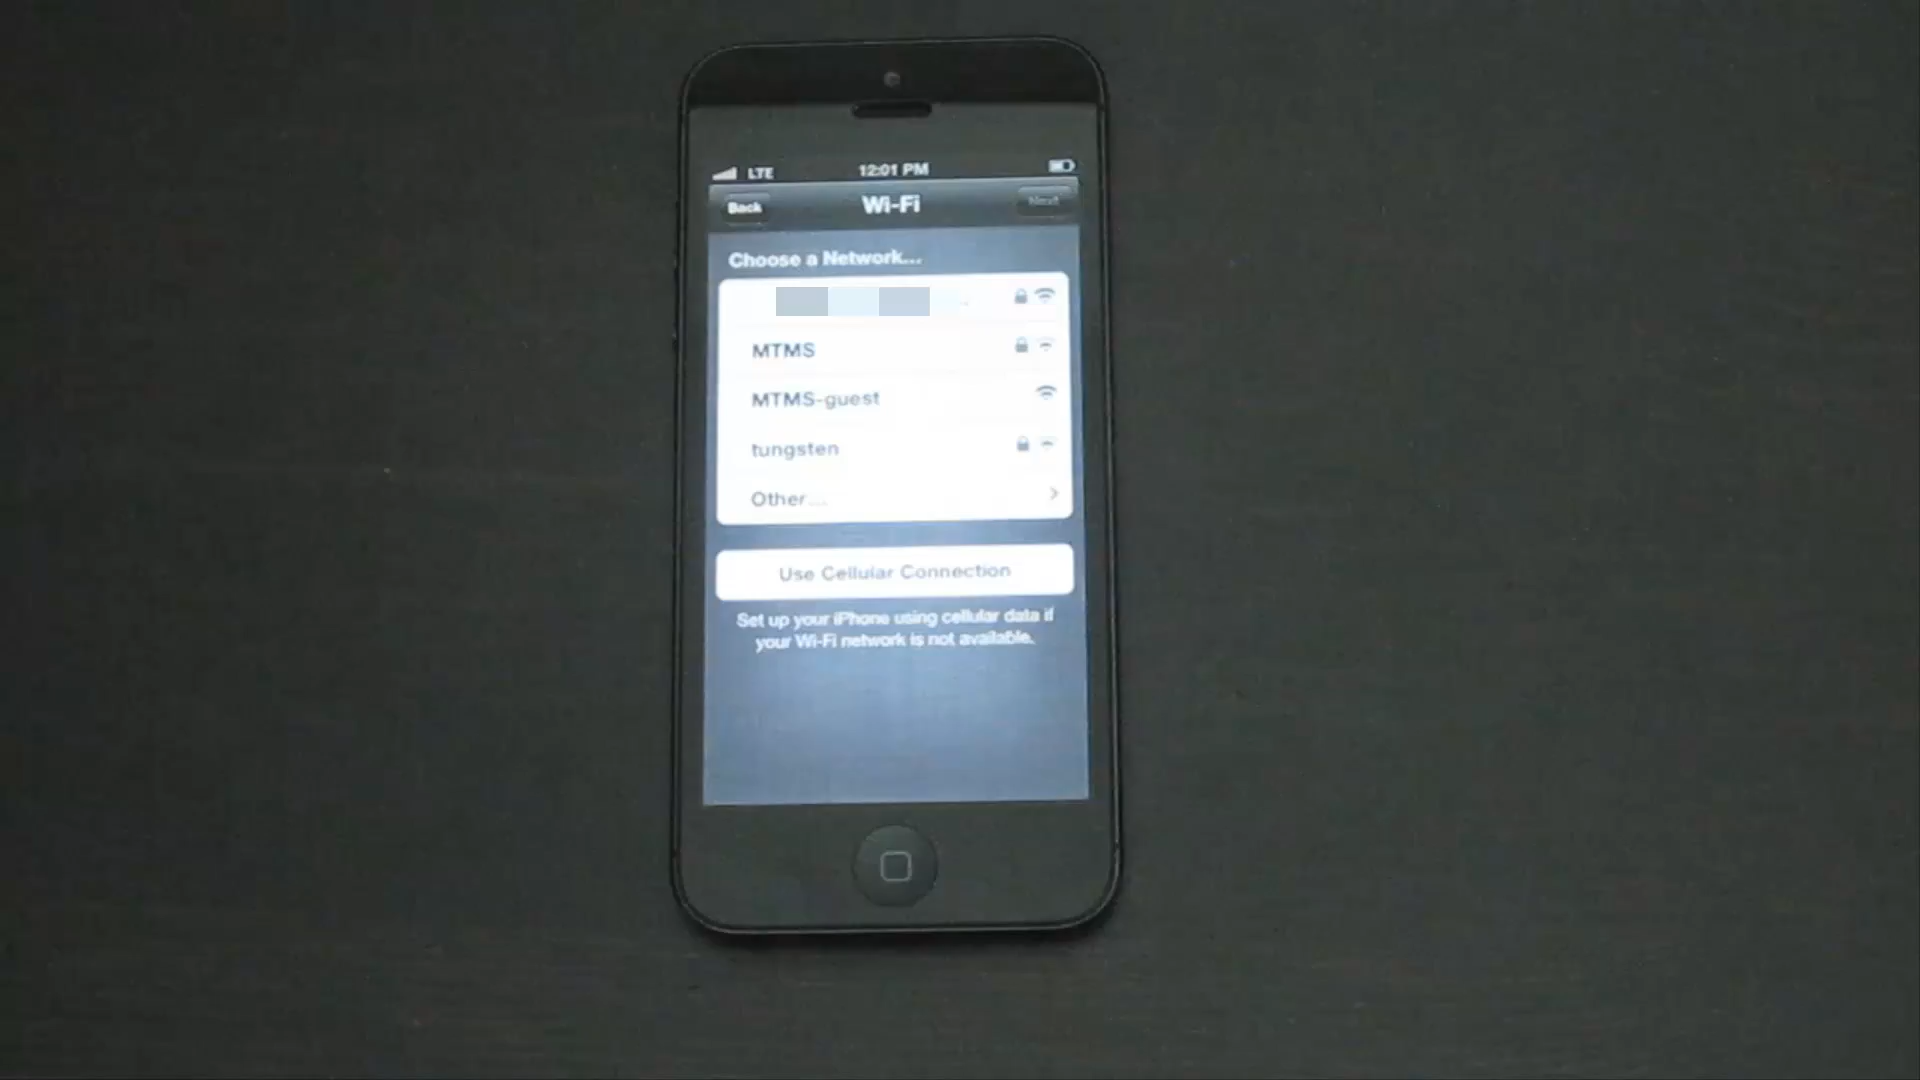 LTE 12:01 PM
Back Wi-Fi Next
Choose a Network...
MTMS
MTMS-guest
tungsten
Other...
Use Cellular Connection
Set up your iPhone using cellular data if
your Wi-Fi network is not available.